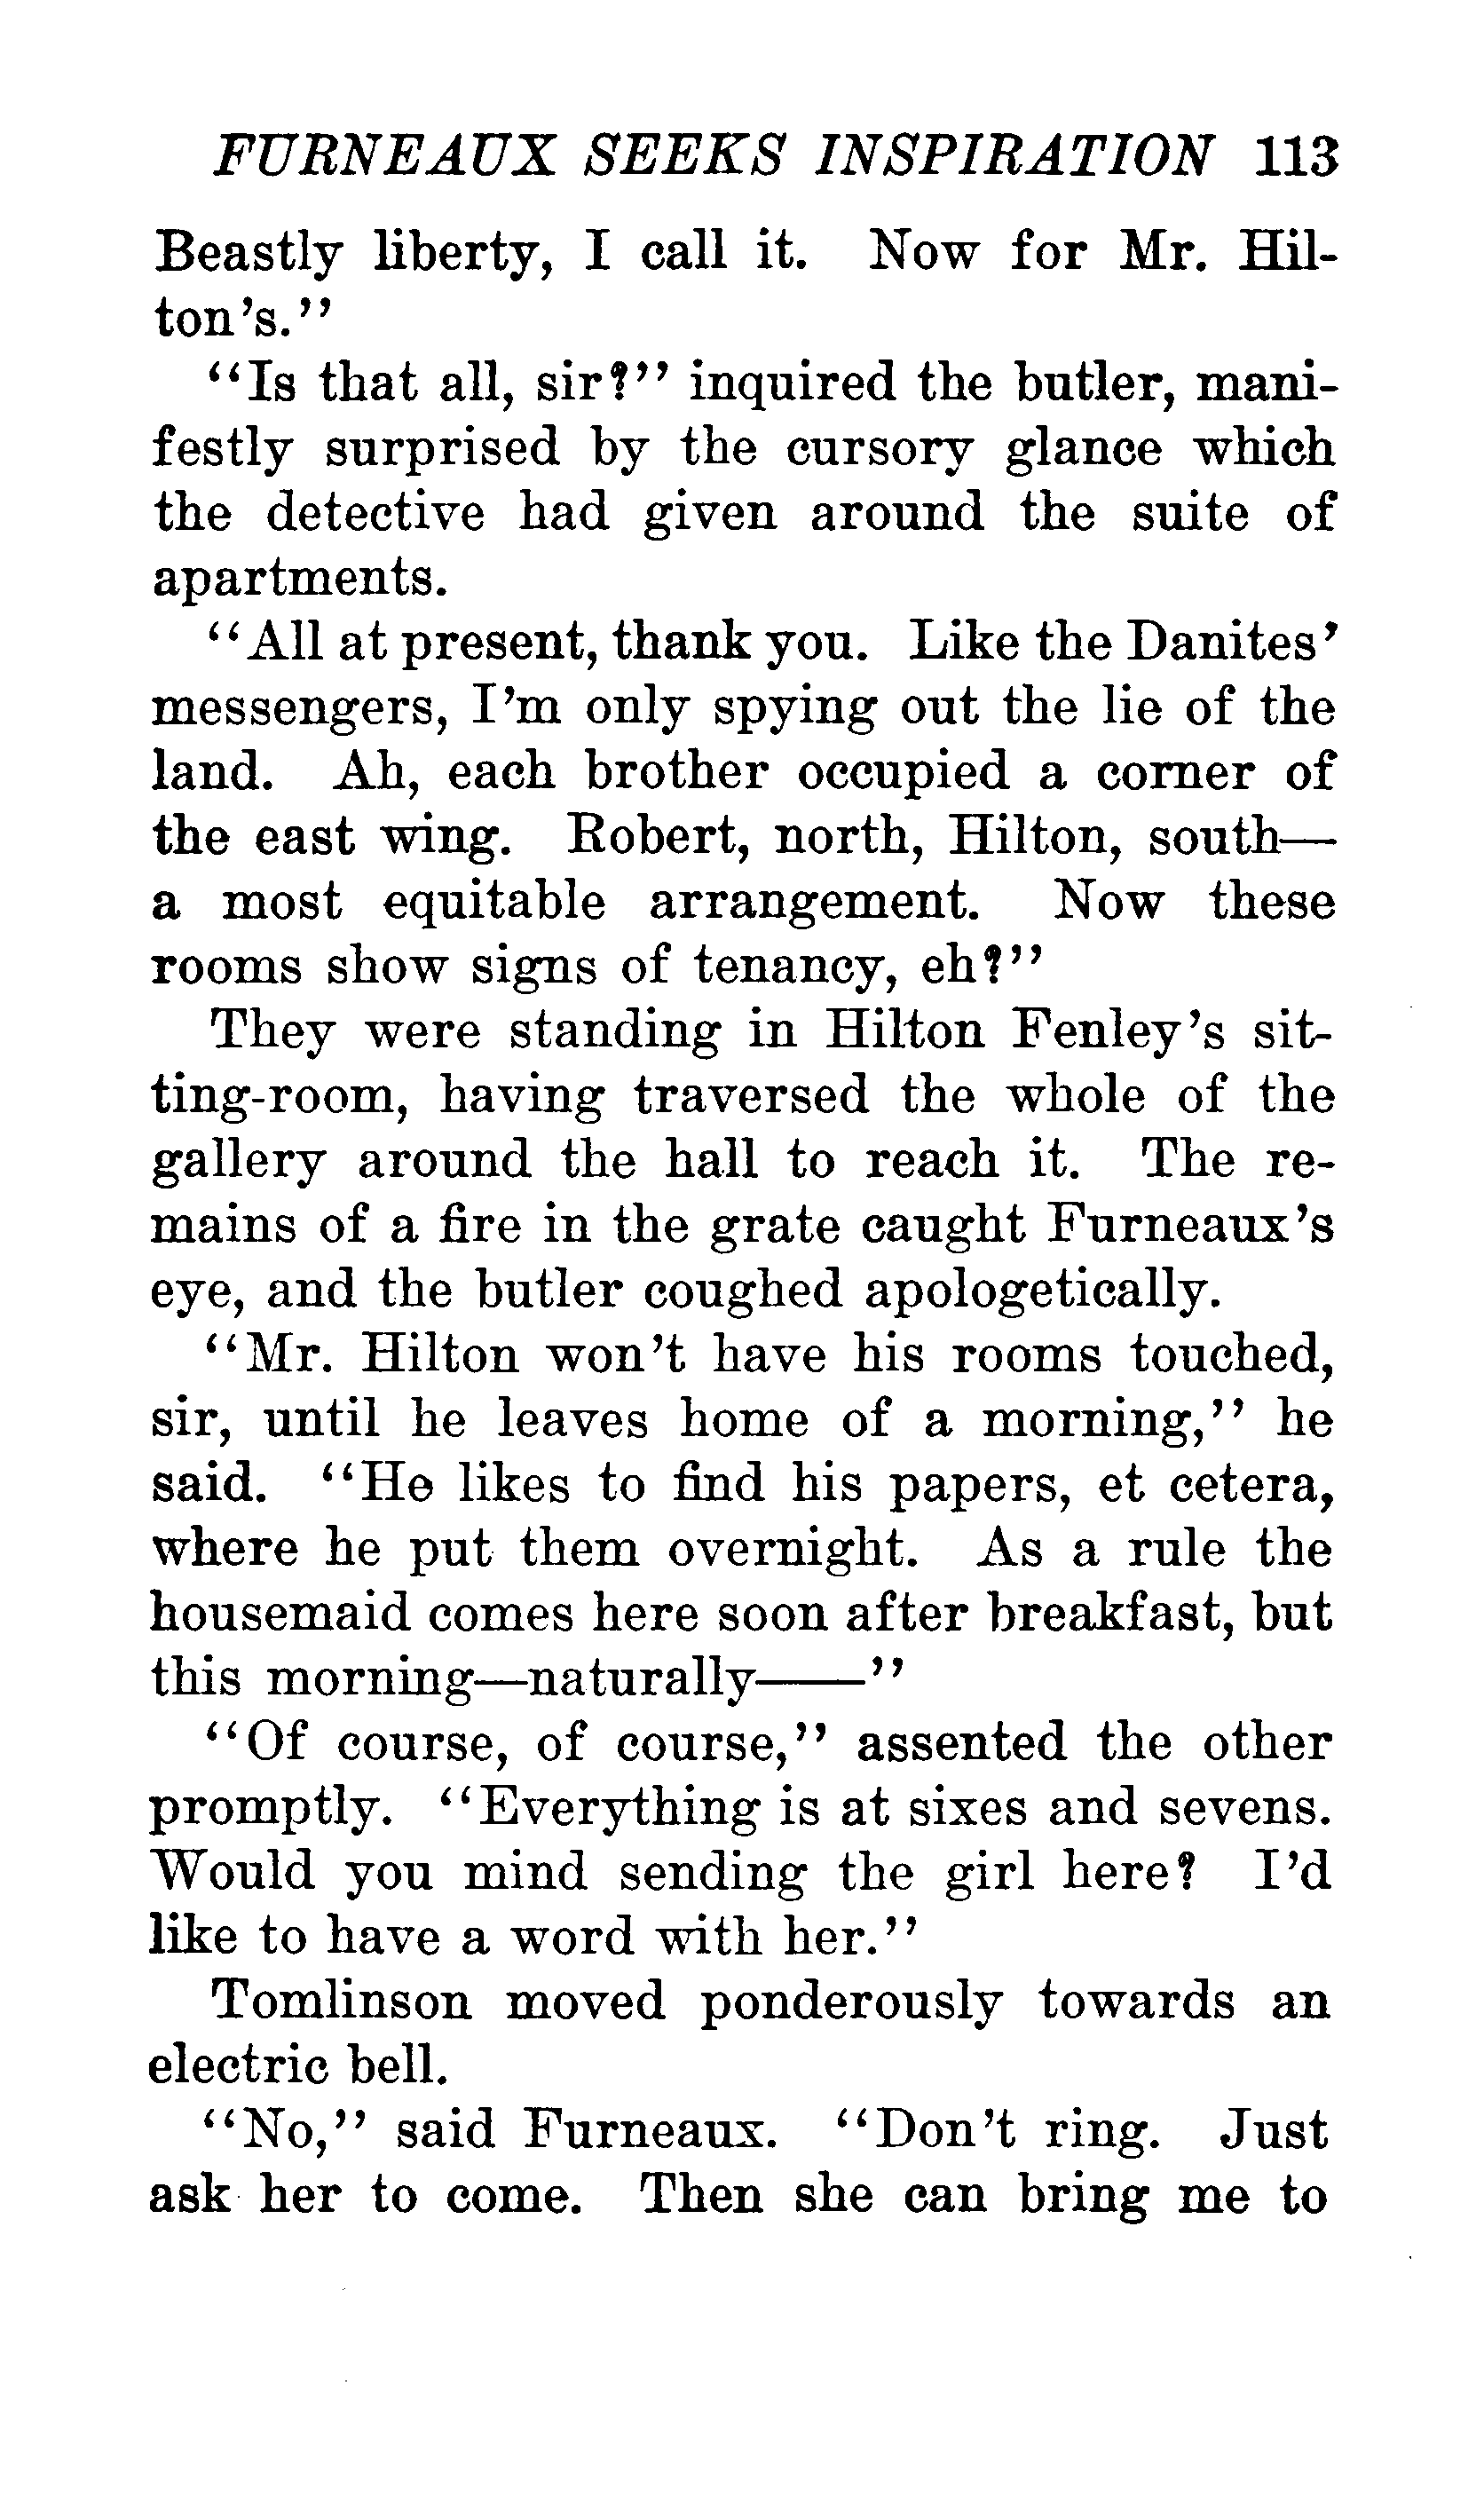 FURNEAUX SEEKS INSPIRATION 113
Beastly liberty, I call it. Now for Mr. Hil-
ton's."
"Is that all, sir?" inquired the butler, mani-
festly surprised by the cursory glance which
the detective had given around the suite of
apartments.
"All at present, thank you. Like the Danites'
messengers, I'm only spying out the lie of the
land. Ah, each brother occupied a corner of
the east wing. Robert, north, Hilton, south—
a most equitable arrangement. Now these
rooms show signs of tenancy, eh?"
They were standing in Hilton Fenley's sit-
ting-room, having traversed the whole of the
gallery around the hall to reach it. The re-
mains of a fire in the grate caught Furneaux's
eye, and the butler coughed apologetically.
"Mr. Hilton won't have his rooms touched,
sir, until he leaves home of a morning," he
said. "He likes to find his papers, et cetera,
where he put them overnight. As a rule the
housemaid comes here soon after breakfast, but
this morning—naturally——"
"Of course, of course," assented the other
promptly. "Everything is at sixes and sevens.
Would you mind sending the girl here? I'd
like to have a word with her."
Tomlinson moved ponderously towards an
electric bell.
"No," said Furneaux. "Don't ring. Just
ask her to come. Then she can bring me to